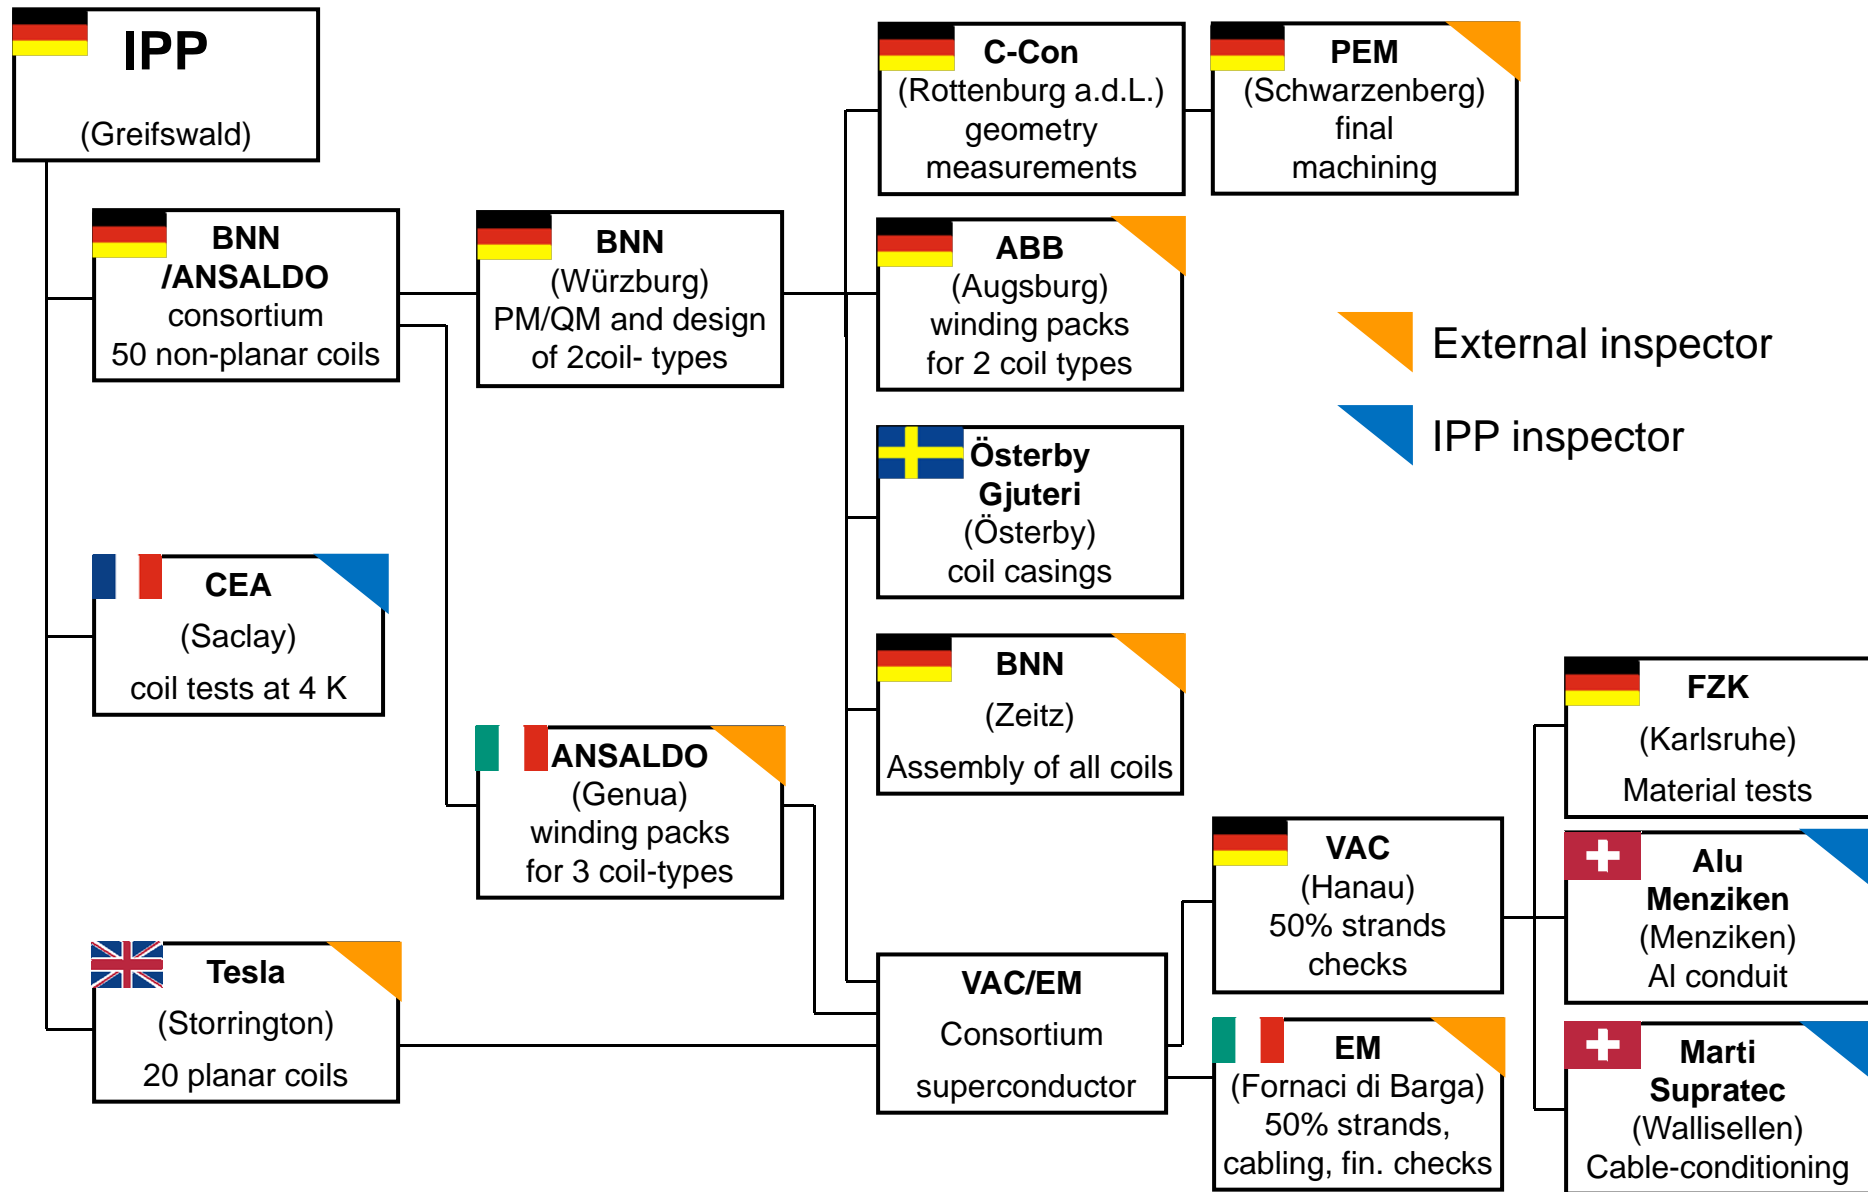 IPP
(Greifswald)
BNN
/ANSALDO
consortium
50 non-planar coils
CEA
(Saclay)
coil tests at 4 K
Tesla
(Storrington)
20 planar coils
BNN
(Würzburg)
PM/QM and design
of 2coil- types
ANSALDO
(Genua)
winding packs
for 3 coil-types
C-Con
(Rottenburg a.d.L.)
geometry
measurements
PEM
(Schwarzenberg)
final
machining
ABB
(Augsburg)
winding packs
for 2 coil types
Österby
Gjuteri
(Österby)
coil casings
BNN
(Zeitz)
Assembly of all coils
VAC/EM
Consortium
superconductor
VAC
(Hanau)
50% strands
checks
EM
(Fornaci di Barga)
50% strands,
cabling, fin. checks
FZK
(Karlsruhe)
Material tests
Alu
Menziken
(Menziken)
Al conduit
Marti
Supratec
(Wallisellen)
Cable-conditioning
External inspector
IPP inspector